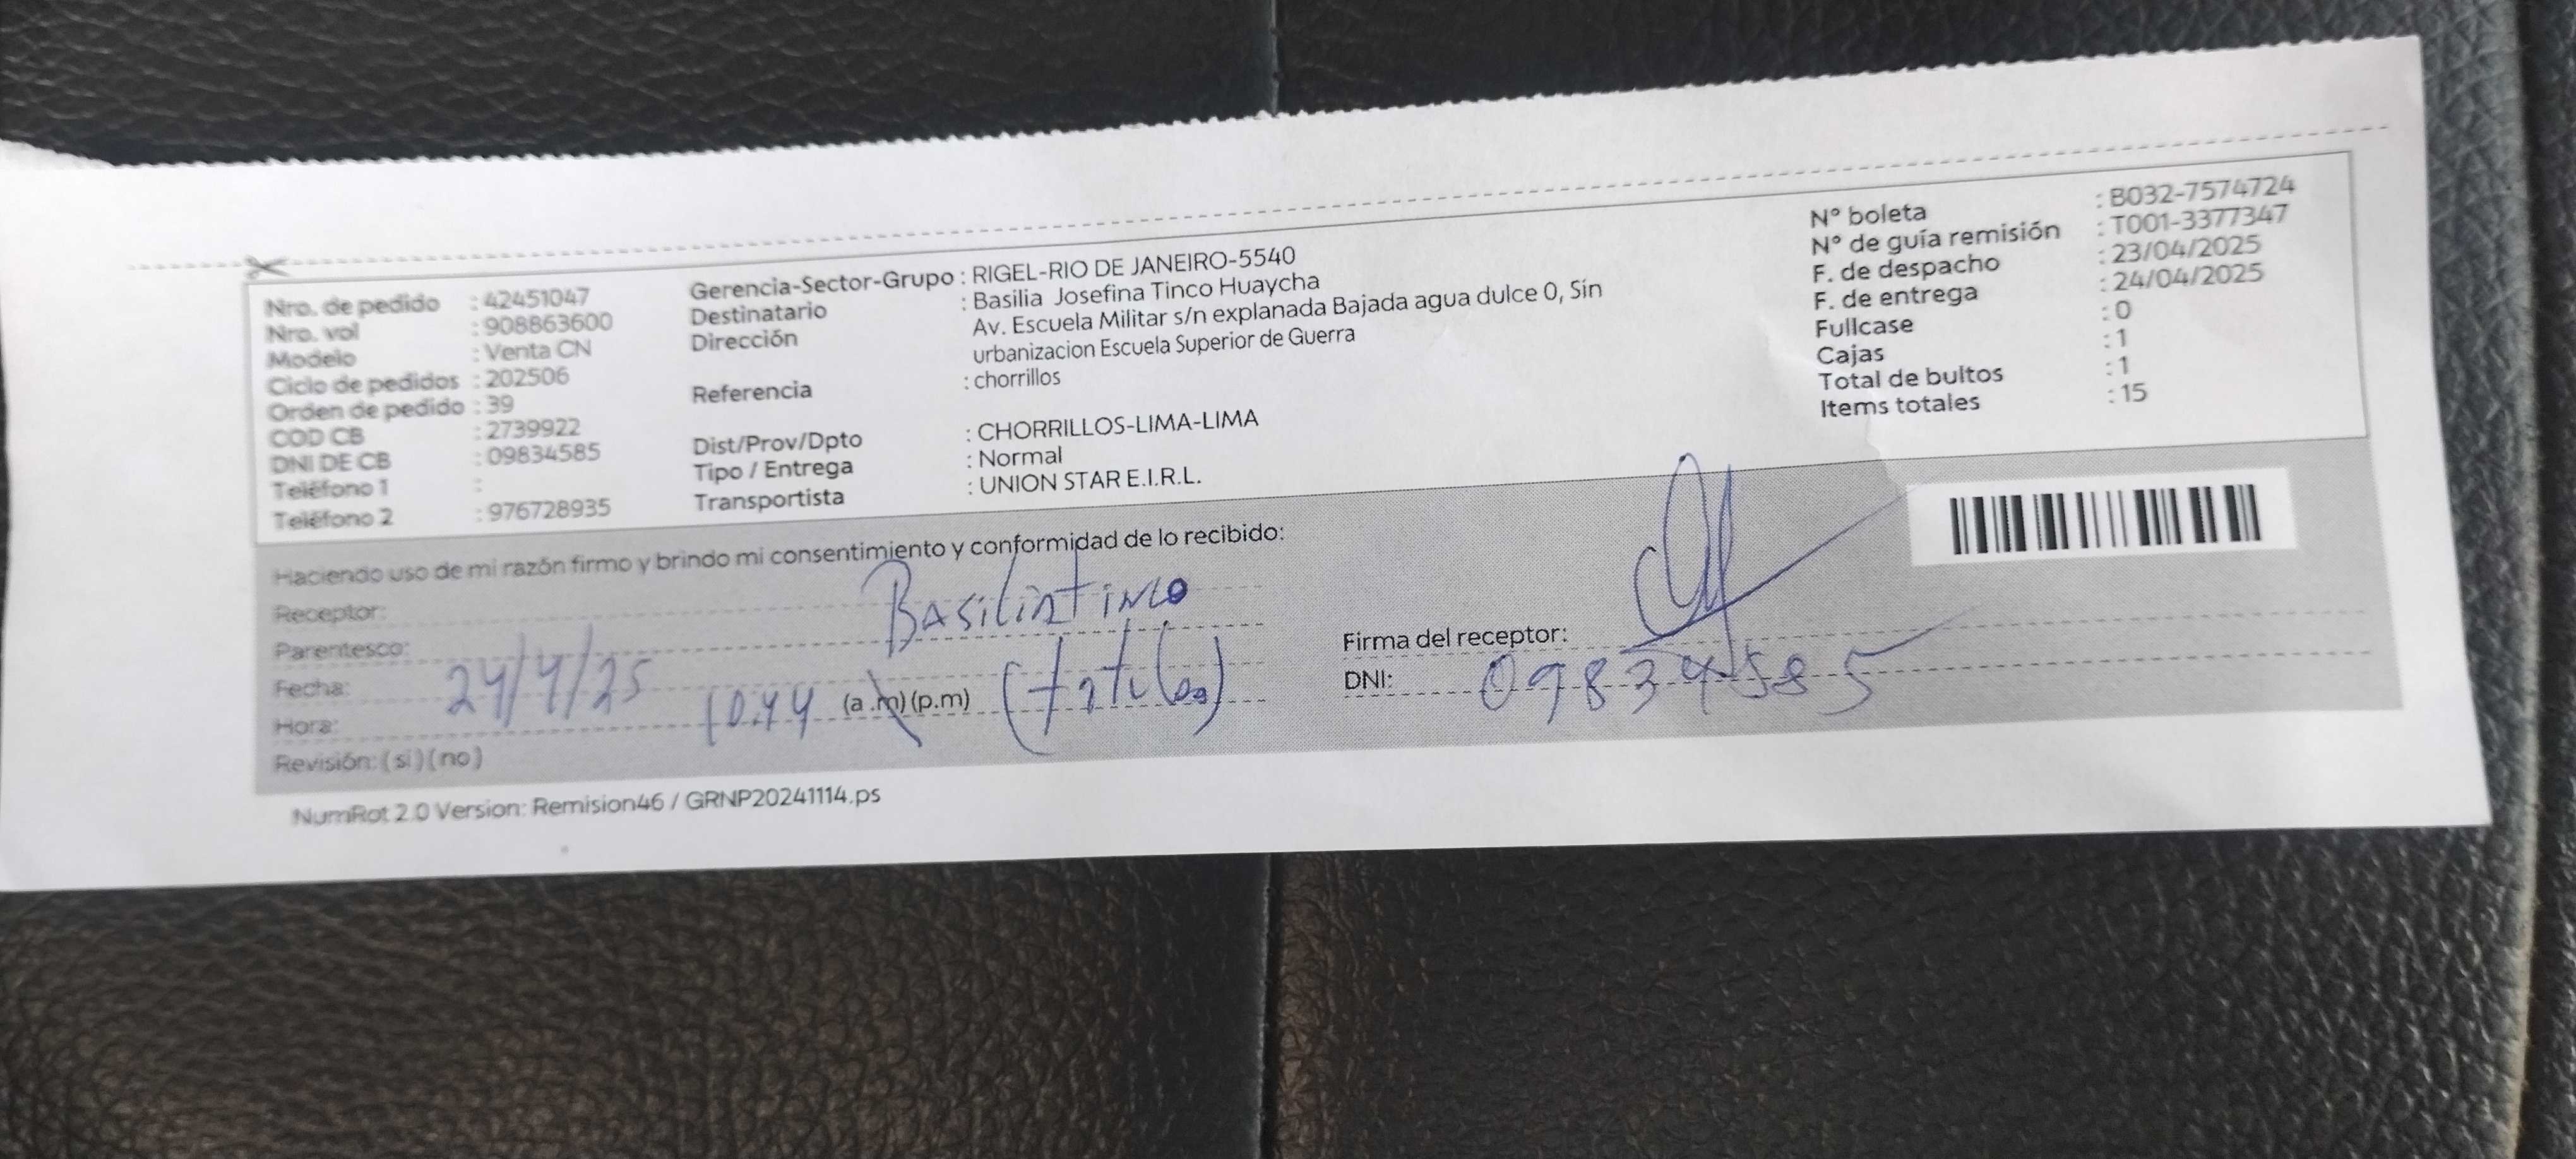 Nro. de pedido : 42451047
Nro. vol : 908863600
Modelo : Venta CN
Ciclo de pedidos : 202506
Orden de pedido : 39
COD CB : 2739922
DNI DE CB : 09834585
Teléfono 1 :
Teléfono 2 : 976728935
Gerencia-Sector-Grupo : RIGEL-RIO DE JANEIRO-5540
Destinatario : Basilia Josefina Tinco Huaycha
Dirección Av. Escuela Militar s/n explanada Bajada agua dulce 0, Sín
urbanizacion Escuela Superior de Guerra
Referencia : chorrillos
Dist/Prov/Dpto : CHORRILLOS-LIMA-LIMA
Tipo / Entrega : Normal
Transportista : UNION STAR E.I.R.L.
N° boleta : B032-7574724
N° de guía remisión : T001-3377347
F. de despacho : 23/04/2025
F. de entrega : 24/04/2025
Fullcase : 0
Cajas : 1
Total de bultos : 1
Items totales : 15
Haciendo uso de mi razón firmo y brindo mi consentimiento y conformidad de lo recibido:
Receptor: Basilia Tinco
Parentesco:
Fecha: 24/4/25
Hora: 10:44 (a .m) (p.m)
Revisión: ( si ) ( no )
Firma del receptor:
DNI: 09834585
NumRot 2.0 Version: Remision46 / GRNP20241114.ps